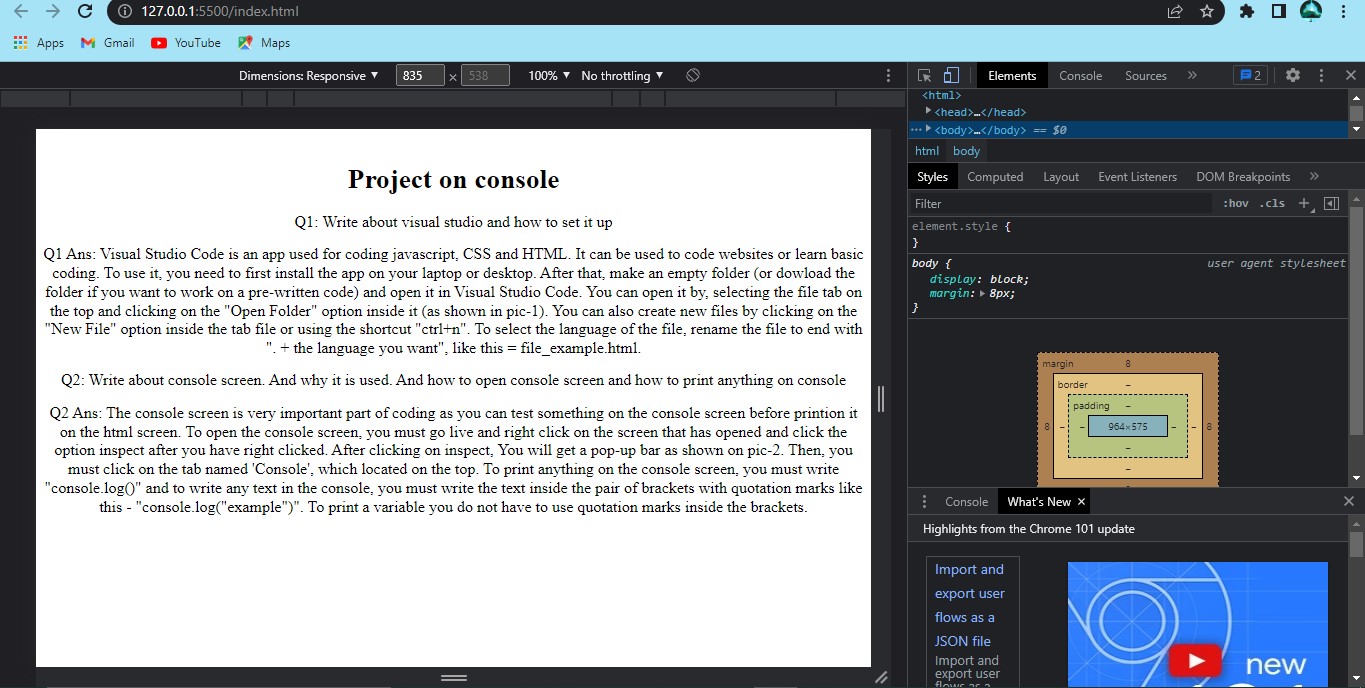 127.0.0.1:5500/index.html
Apps Gmail YouTube Maps
Dimensions: Responsive ▼ 835 × 538 100% ▼ No throttling ▼
Elements Console Sources » 2
<html>
<head>…</head>
<body>…</body> == $0
html body
Styles Computed Layout Event Listeners DOM Breakpoints »
Filter :hov .cls +
element.style {
}
body { user agent stylesheet
display: block;
margin: 8px;
}
margin 8
border –
padding –
8 – – 964×575 – – 8
–
–
Project on console
Q1: Write about visual studio and how to set it up
Q1 Ans: Visual Studio Code is an app used for coding javascript, CSS and HTML. It can be used to code websites or learn basic
coding. To use it, you need to first install the app on your laptop or desktop. After that, make an empty folder (or dowload the
folder if you want to work on a pre-written code) and open it in Visual Studio Code. You can open it by, selecting the file tab on
the top and clicking on the "Open Folder" option inside it (as shown in pic-1). You can also create new files by clicking on the
"New File" option inside the tab file or using the shortcut "ctrl+n". To select the language of the file, rename the file to end with
". + the language you want", like this = file_example.html.
Q2: Write about console screen. And why it is used. And how to open console screen and how to print anything on console
Q2 Ans: The console screen is very important part of coding as you can test something on the console screen before printion it
on the html screen. To open the console screen, you must go live and right click on the screen that has opened and click the
option inspect after you have right clicked. After clicking on inspect, You will get a pop-up bar as shown on pic-2. Then, you
must click on the tab named 'Console', which located on the top. To print anything on the console screen, you must write
"console.log()" and to write any text in the console, you must write the text inside the pair of brackets with quotation marks like
this - "console.log("example")". To print a variable you do not have to use quotation marks inside the brackets.
Console What's New ×
Highlights from the Chrome 101 update
Import and
export user
flows as a
JSON file
Import and
export user
flows as a
new